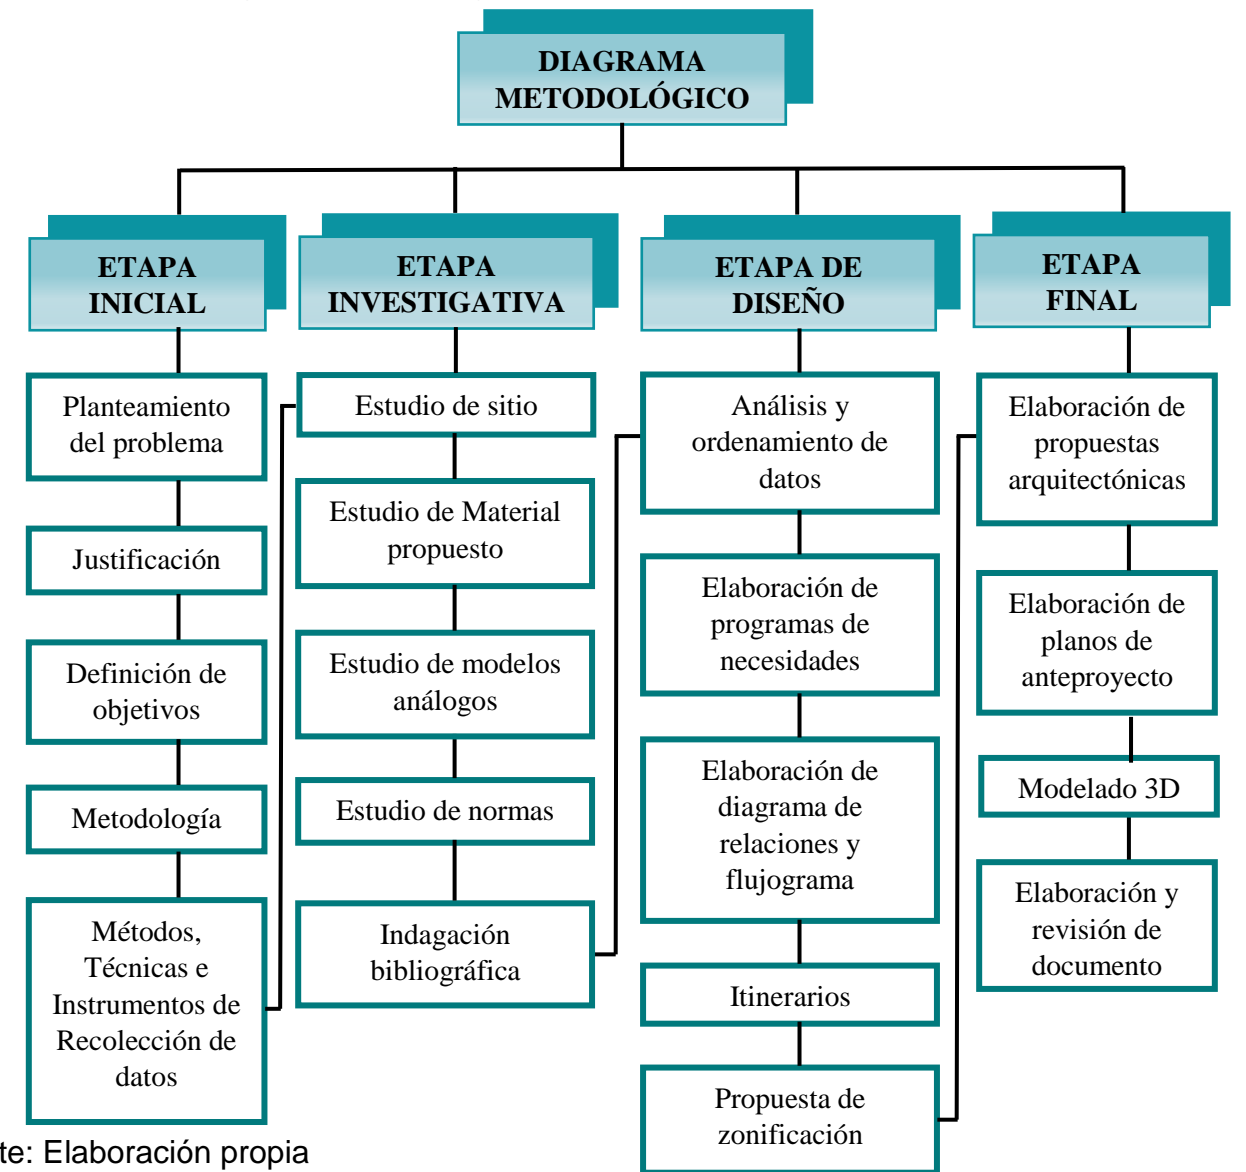 DIAGRAMA
METODOLÓGICO
ETAPA
INICIAL
Planteamiento
del problema
Justificación
Definición de
objetivos
Metodología
Métodos,
Técnicas e
Instrumentos de
Recolección de
datos
ETAPA
INVESTIGATIVA
Estudio de sitio
Estudio de Material
propuesto
Estudio de modelos
análogos
Estudio de normas
Indagación
bibliográfica
ETAPA DE
DISEÑO
Análisis y
ordenamiento de
datos
Elaboración de
programas de
necesidades
Elaboración de
diagrama de
relaciones y
flujograma
Itinerarios
Propuesta de
zonificación
ETAPA
FINAL
Elaboración de
propuestas
arquitectónicas
Elaboración de
planos de
anteproyecto
Modelado 3D
Elaboración y
revisión de
documento
te: Elaboración propia